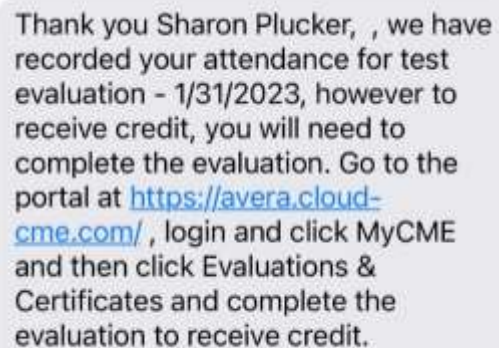 Thank you Sharon Plucker,  , we have
recorded your attendance for test
evaluation - 1/31/2023, however to
receive credit, you will need to
complete the evaluation. Go to the
portal at https://avera.cloud-
cme.com/ , login and click MyCME
and then click Evaluations &
Certificates and complete the
evaluation to receive credit.